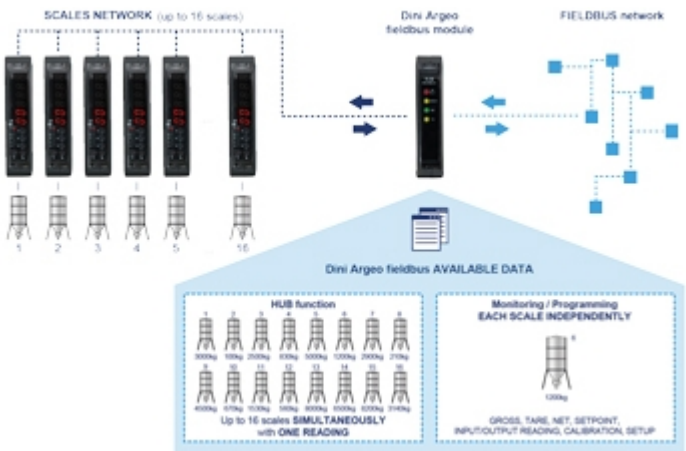 SCALES NETWORK (up to 16 scales)
Dini Argeo
fieldbus module
FIELDBUS network
1 2 3 4 5 16
Dini Argeo fieldbus AVAILABLE DATA
HUB function
1 2 3 4 5 6 7 8
3000kg 100kg 2500kg 5000kg 1200kg 2900kg 210kg
9 10 11 12 13 14 15 16
4500kg 670kg 1530kg 560kg 8000kg 6500kg 3200kg 3140kg
Up to 16 scales SIMULTANEOUSLY
with ONE READING
Monitoring / Programming
EACH SCALE INDEPENDENTLY
6
1200kg
GROSS, TARE, NET, SETPOINT,
INPUT/OUTPUT READING, CALIBRATION, SETUP